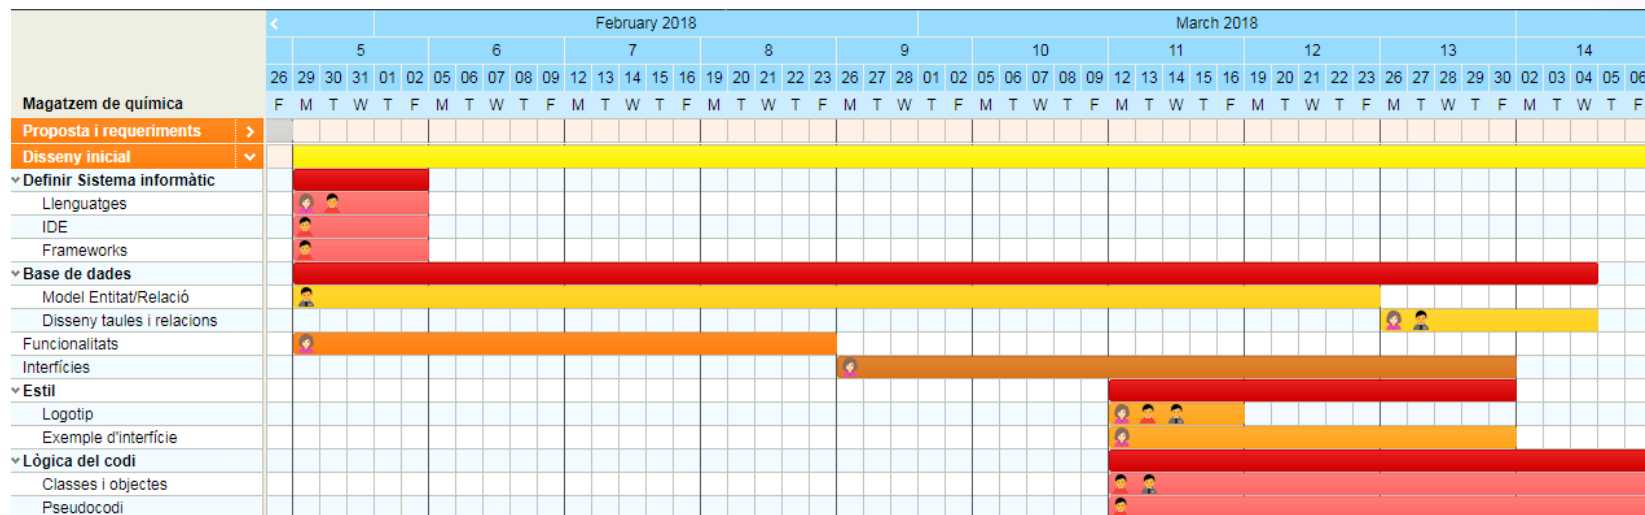 February 2018 March 2018
5 6 7 8 9 10 11 12 13 14
26 29 30 31 01 02 05 06 07 08 09 12 13 14 15 16 19 20 21 22 23 26 27 28 01 02 05 06 07 08 09 12 13 14 15 16 19 20 21 22 23 26 27 28 29 30 02 03 04 05 06
Magatzem de química F M T W T F M T W T F M T W T F M T W T F M T W T F M T W T F M T W T F M T W T F M T W T F M T W T F
Proposta i requeriments
Disseny inicial
Definir Sistema informàtic
Llenguatges
IDE
Frameworks
Base de dades
Model Entitat/Relació
Disseny taules i relacions
Funcionalitats
Interfícies
Estil
Logotip
Exemple d'interfície
Lògica del codi
Classes i objectes
Pseudocodi